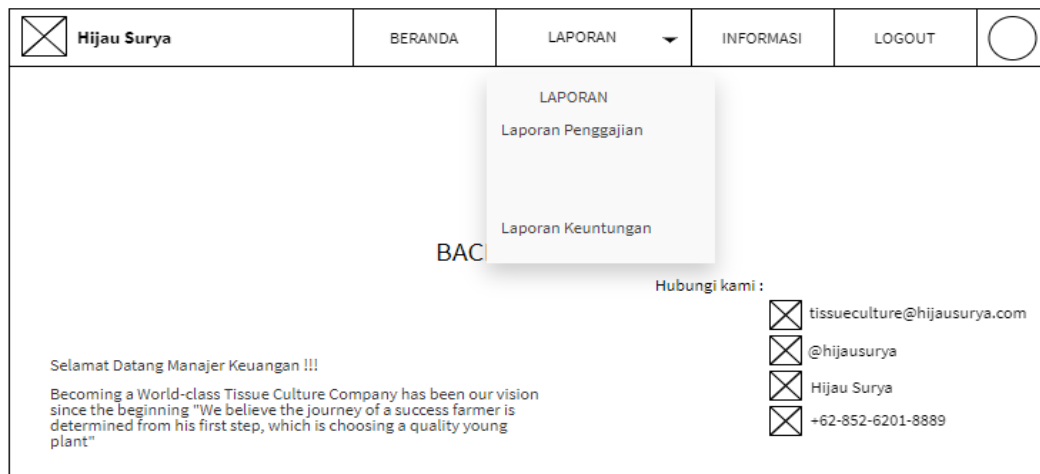 Hijau Surya
BERANDA
LAPORAN
INFORMASI
LOGOUT
LAPORAN
Laporan Penggajian
Laporan Keuntungan
Hubungi kami :
tissueculture@hijausurya.com
@hijausurya
Hijau Surya
+62-852-6201-8889
Selamat Datang Manajer Keuangan !!!
Becoming a World-class Tissue Culture Company has been our vision
since the beginning "We believe the journey of a success farmer is
determined from his first step, which is choosing a quality young
plant"